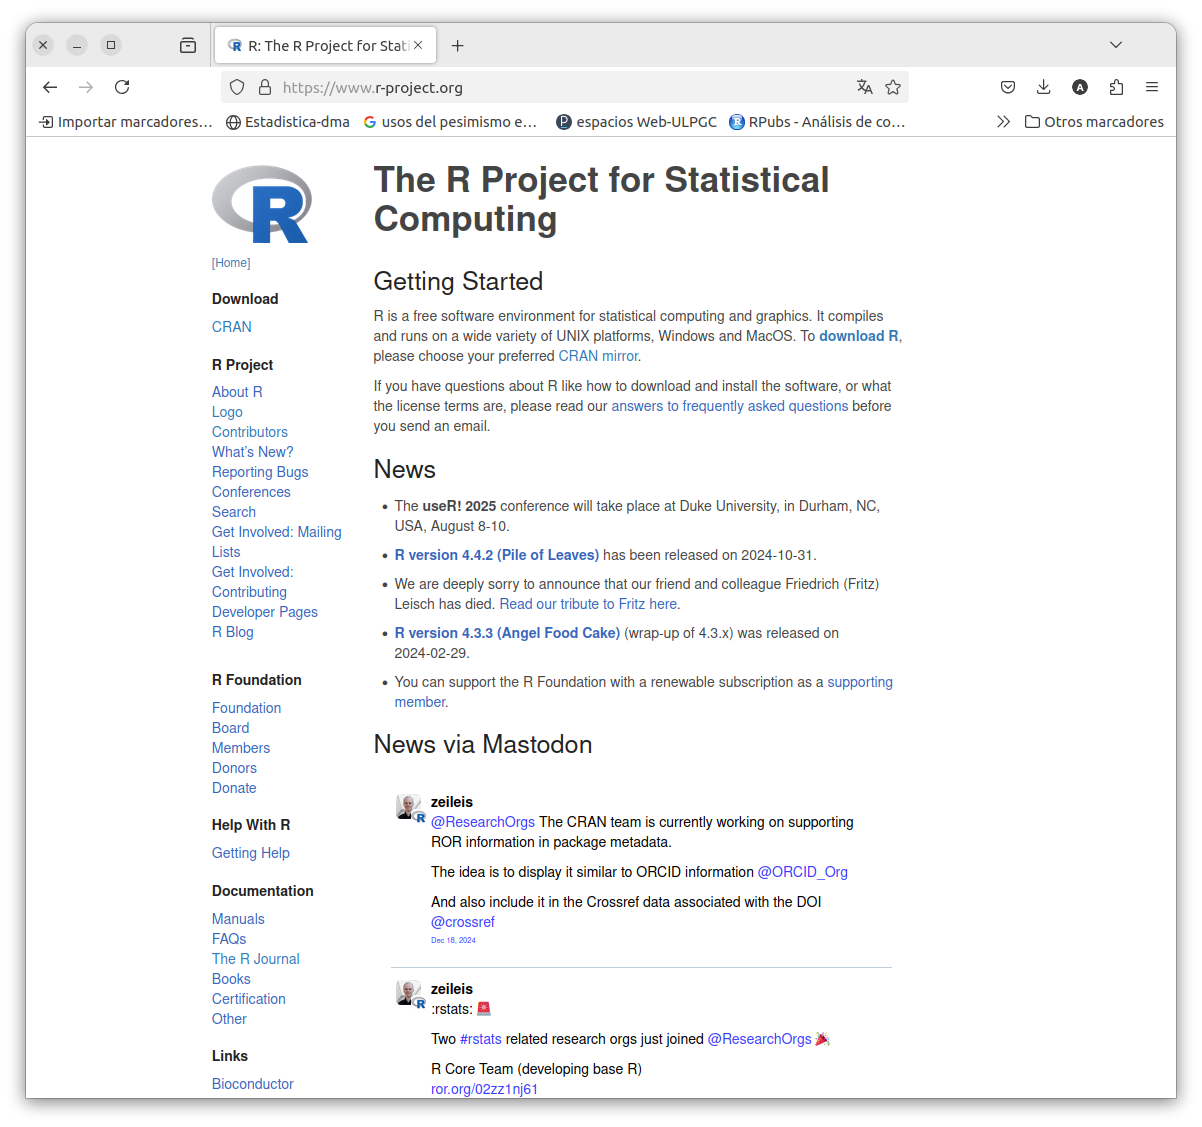 R: The R Project for Stati
https://www.r-project.org
A
Importar marcadores…
Estadistica-dma
usos del pesimismo e…
espacios Web-ULPGC
RPubs - Análisis de co…
Otros marcadores
R
[Home]
Download
CRAN
R Project
About R
Logo
Contributors
What's New?
Reporting Bugs
Conferences
Search
Get Involved: Mailing
Lists
Get Involved:
Contributing
Developer Pages
R Blog
R Foundation
Foundation
Board
Members
Donors
Donate
Help With R
Getting Help
Documentation
Manuals
FAQs
The R Journal
Books
Certification
Other
Links
Bioconductor
The R Project for Statistical
Computing
Getting Started
R is a free software environment for statistical computing and graphics. It compiles
and runs on a wide variety of UNIX platforms, Windows and MacOS. To download R,
please choose your preferred CRAN mirror.
If you have questions about R like how to download and install the software, or what
the license terms are, please read our answers to frequently asked questions before
you send an email.
News
• The useR! 2025 conference will take place at Duke University, in Durham, NC,
USA, August 8-10.
• R version 4.4.2 (Pile of Leaves) has been released on 2024-10-31.
• We are deeply sorry to announce that our friend and colleague Friedrich (Fritz)
Leisch has died. Read our tribute to Fritz here.
• R version 4.3.3 (Angel Food Cake) (wrap-up of 4.3.x) was released on
2024-02-29.
• You can support the R Foundation with a renewable subscription as a supporting
member.
News via Mastodon
zeileis
@ResearchOrgs The CRAN team is currently working on supporting
ROR information in package metadata.
The idea is to display it similar to ORCID information @ORCID_Org
And also include it in the Crossref data associated with the DOI
@crossref
Dec 18, 2024
zeileis
:rstats: 🚨
Two #rstats related research orgs just joined @ResearchOrgs 🎉
R Core Team (developing base R)
ror.org/02zz1nj61